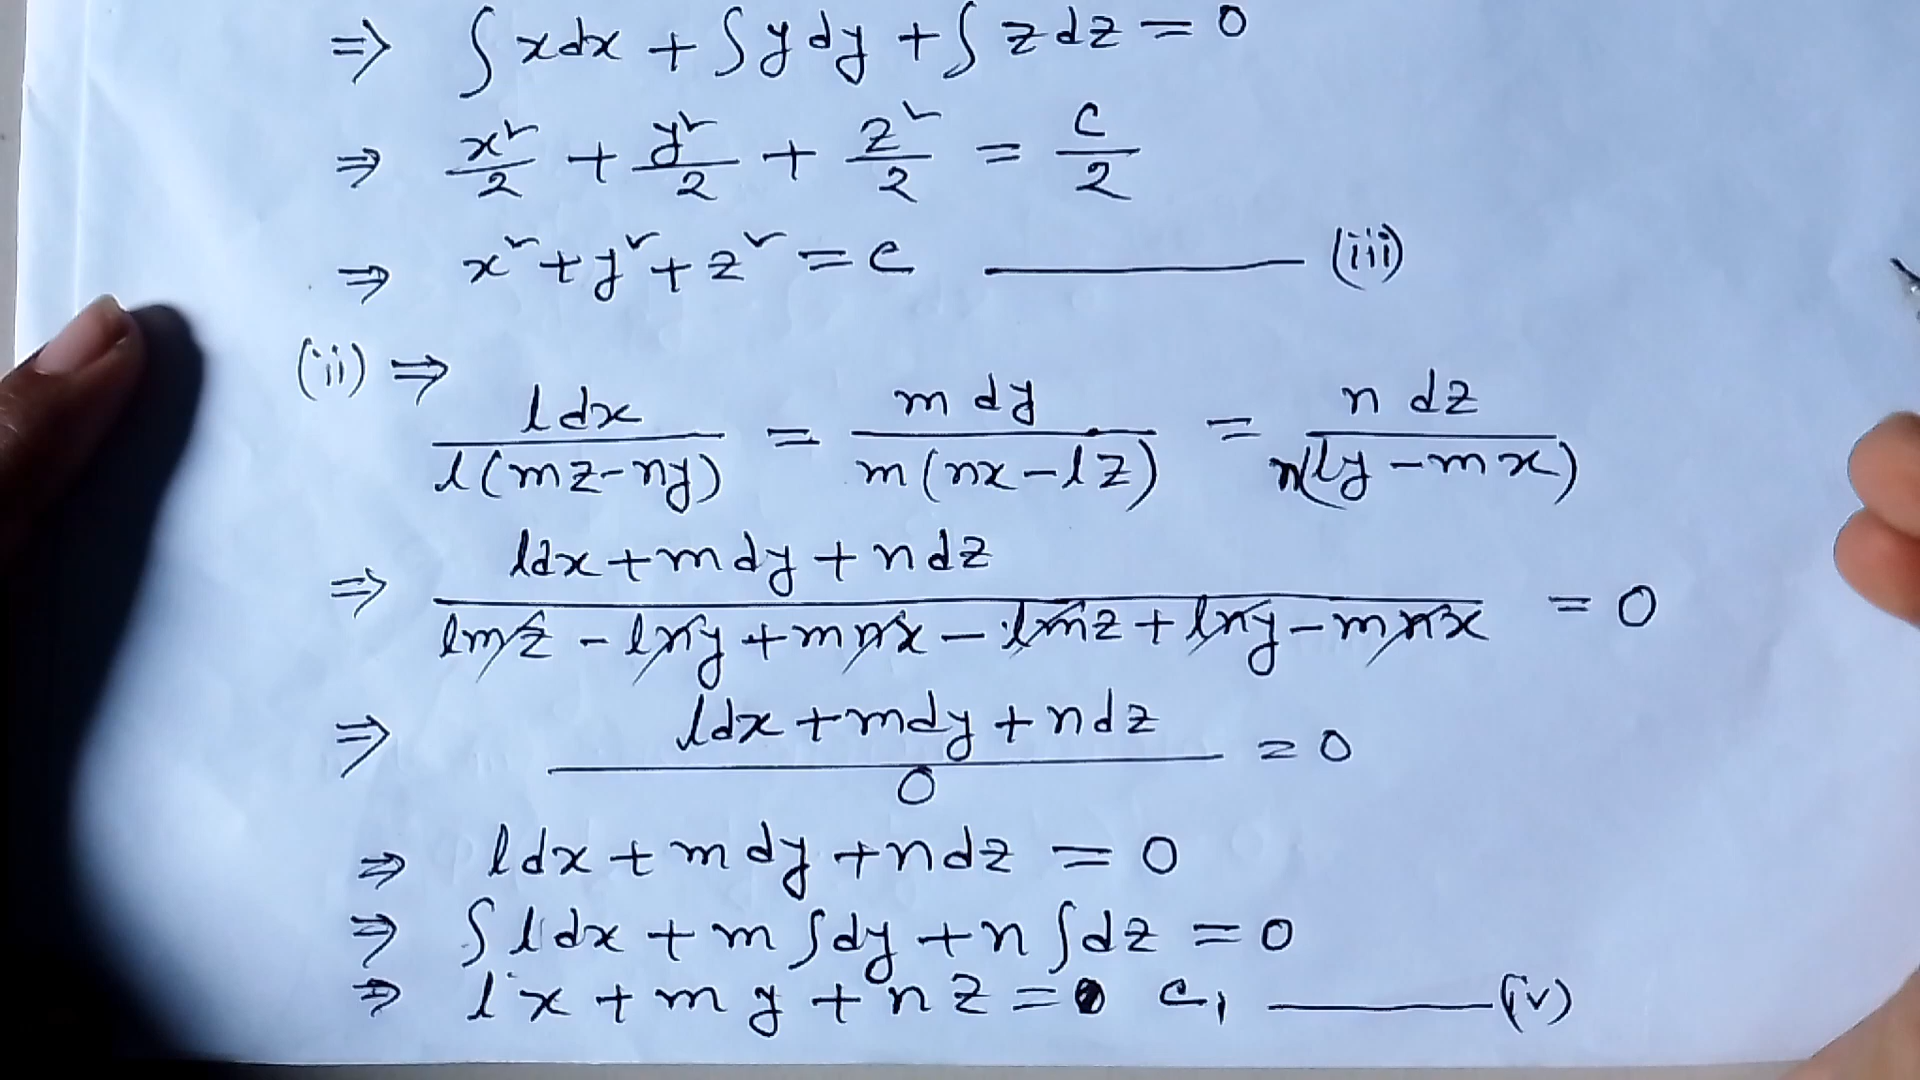 ⇒ ∫xdx + ∫ydy + ∫zdz = 0
⇒ x²/2 + y²/2 + z²/2 = c/2
⇒ x² + y² + z² = c ——— (iii)
(ii) ⇒ ldx/l(mz-ny) = mdy/m(nx-lz) = ndz/n(ly-mx)
⇒ (ldx + mdy + ndz)/(lmz - lny + mnx - lmz + lny - mnx) = 0
⇒ (ldx + mdy + ndz)/0 = 0
⇒ ldx + mdy + ndz = 0
⇒ ∫ldx + m∫dy + n∫dz = 0
⇒ lx + my + nz = c₁ ——— (iv)